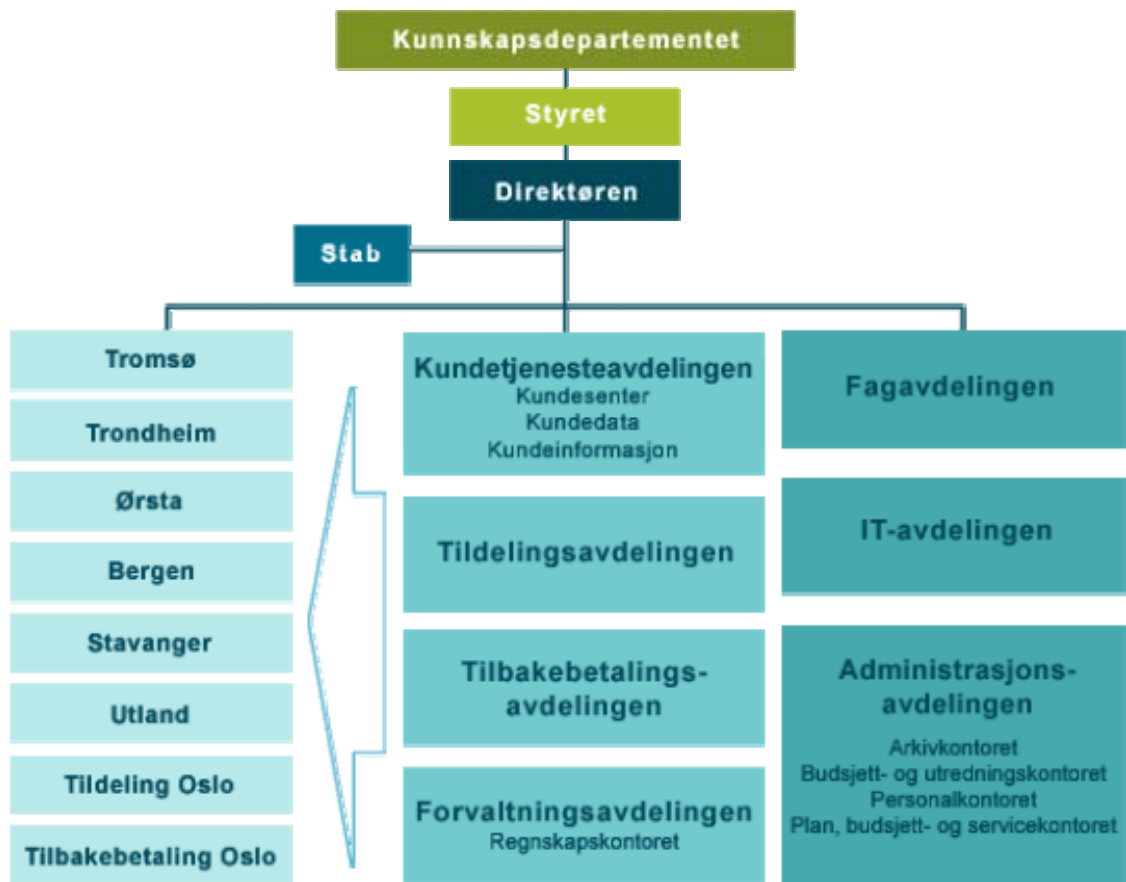 Kunnskapsdepartementet
Styret
Direktøren
Stab
Tromsø
Trondheim
Ørsta
Bergen
Stavanger
Utland
Tildeling Oslo
Tilbakebetaling Oslo
Kundetjenesteavdelingen
Kundesenter
Kundedata
Kundeinformasjon
Tildelingsavdelingen
Tilbakebetalings-
avdelingen
Forvaltningsavdelingen
Regnskapskontoret
Fagavdelingen
IT-avdelingen
Administrasjons-
avdelingen
Arkivkontoret
Budsjett- og utredningskontoret
Personalkontoret
Plan, budsjett- og servicekontoret